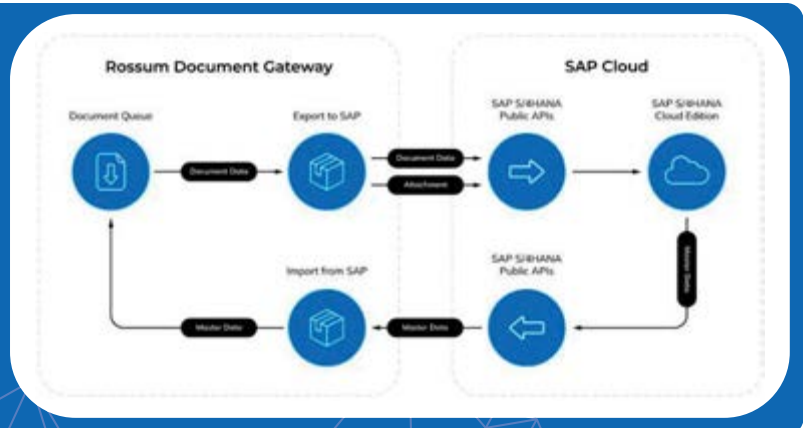 Rossum Document Gateway
SAP Cloud
Document Queue
Export to SAP
SAP S/4HANA
Public APIs
SAP S/4HANA
Cloud Edition
Document Data
Document Data
Attachment
Master Data
Import from SAP
SAP S/4HANA
Public APIs
Master Data
Master Data